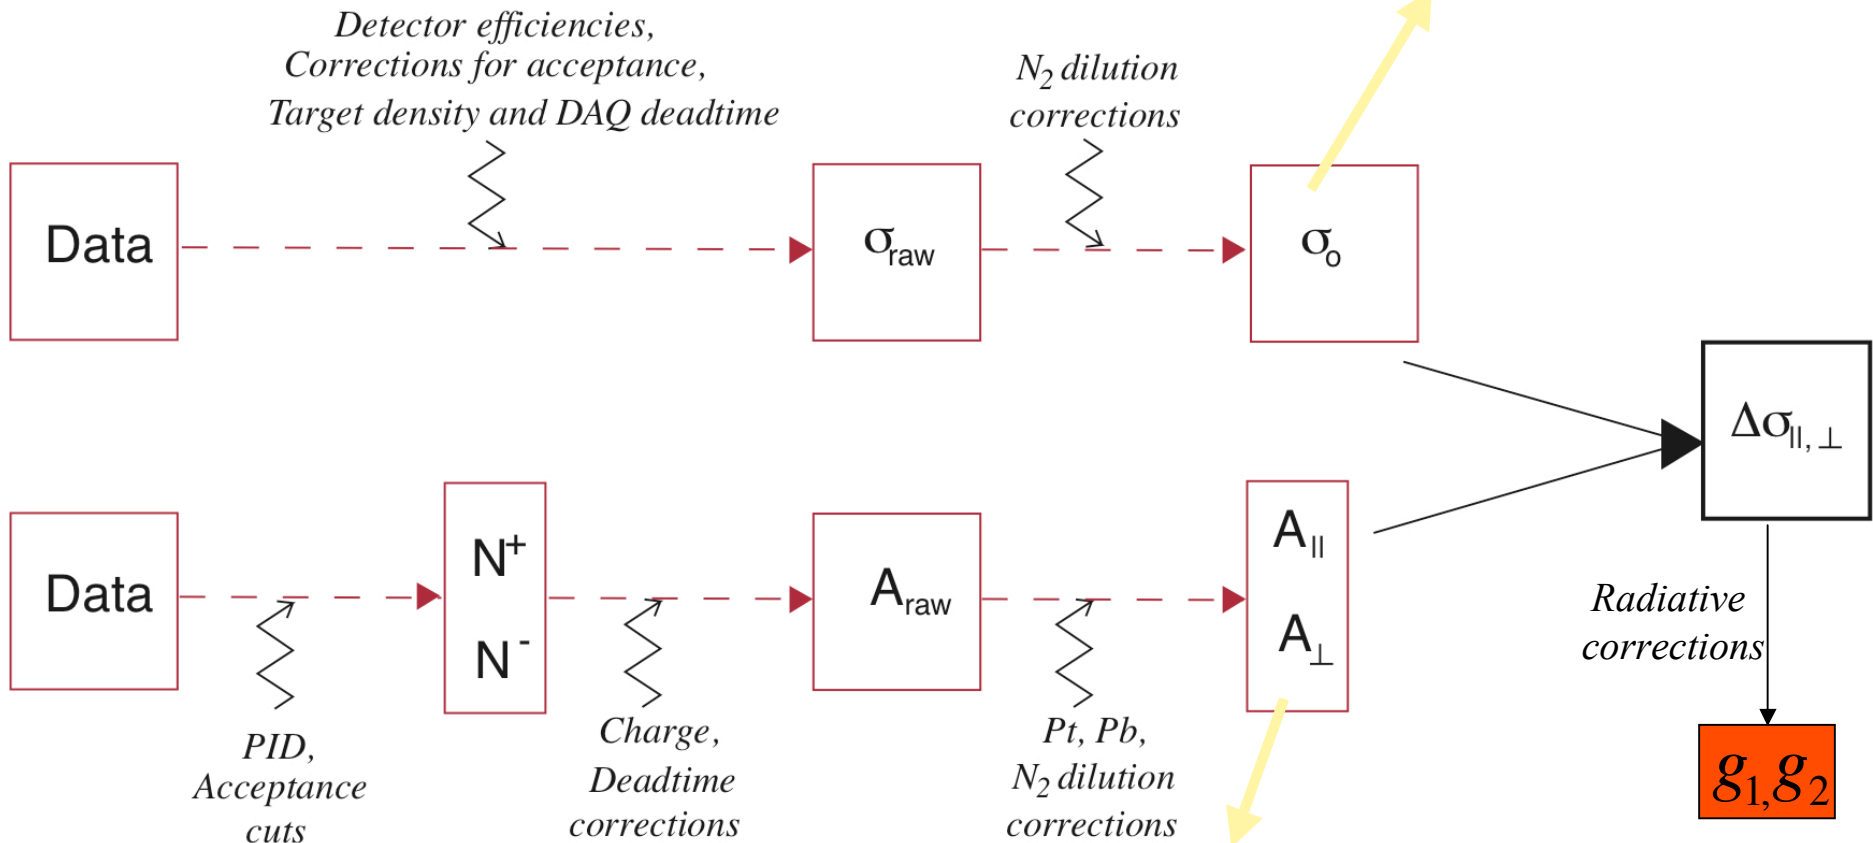 Detector efficiencies,
Corrections for acceptance,
Target density and DAQ deadtime
N₂ dilution
corrections
Data
σraw
σo
Δσ||, ⊥
Data
N⁺
N⁻
Araw
A||
A⊥
PID,
Acceptance
cuts
Charge,
Deadtime
corrections
Pt, Pb,
N₂ dilution
corrections
Radiative
corrections
g₁,g₂